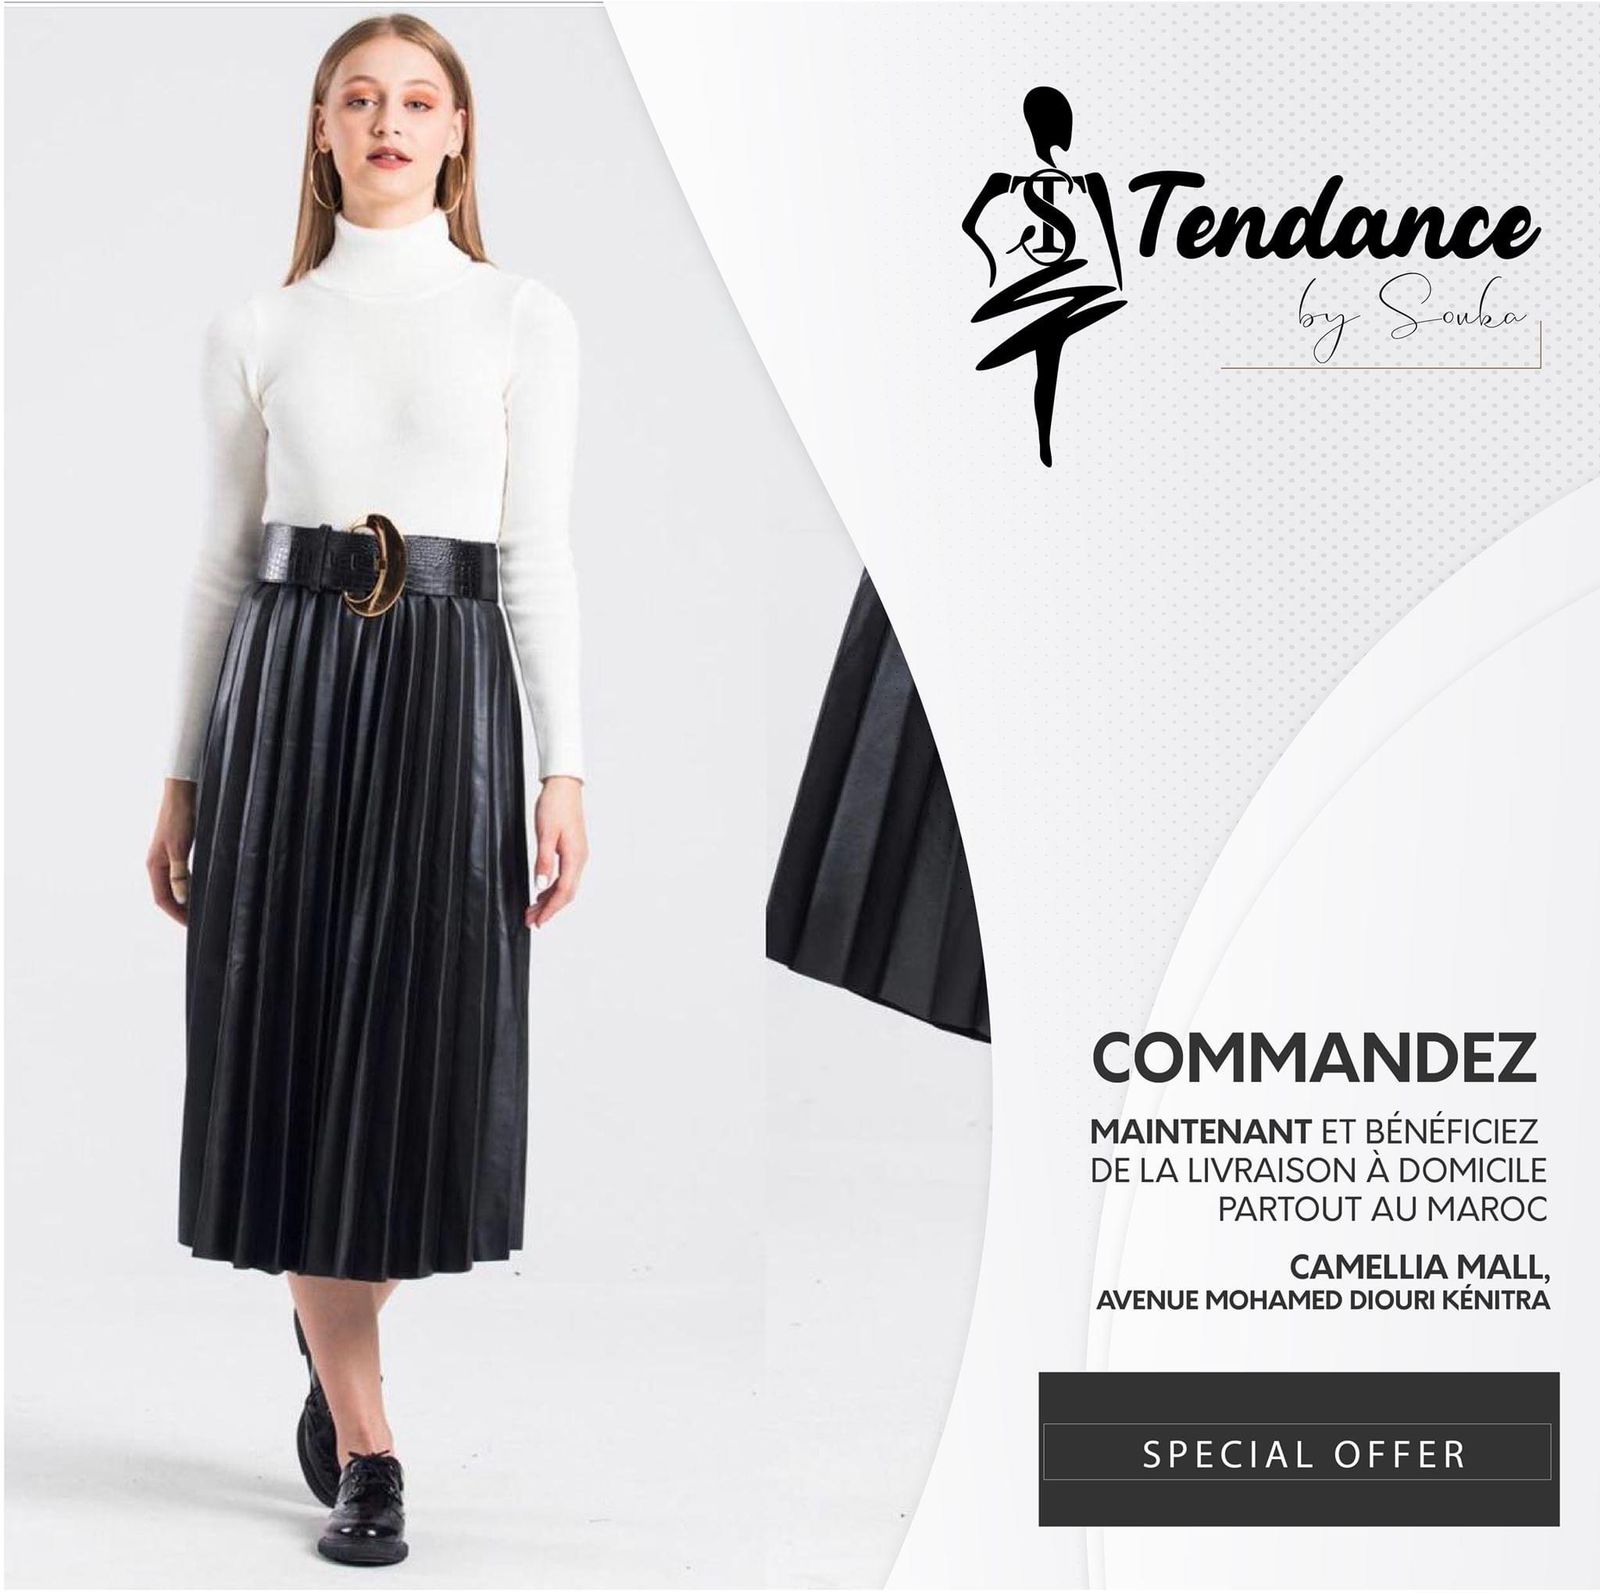 ST
Tendance
by Souka
COMMANDEZ
MAINTENANT ET BÉNÉFICIEZ
DE LA LIVRAISON À DOMICILE
PARTOUT AU MAROC
CAMELLIA MALL,
AVENUE MOHAMED DIOURI KÉNITRA
SPECIAL OFFER